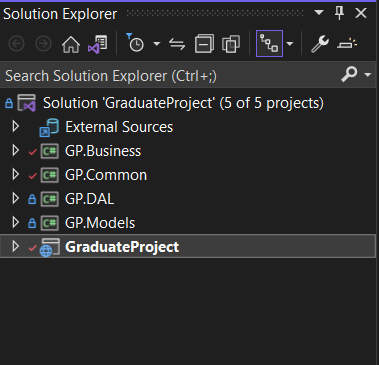 Solution Explorer
Search Solution Explorer (Ctrl+;)
Solution 'GraduateProject' (5 of 5 projects)
External Sources
C# GP.Business
C# GP.Common
C# GP.DAL
C# GP.Models
GraduateProject